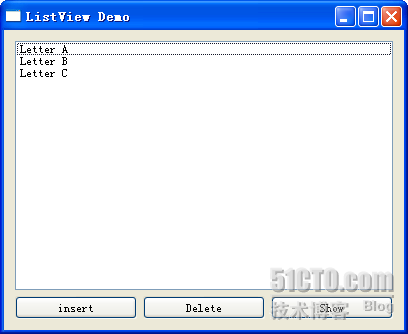 ListView Demo
Letter A
Letter B
Letter C
51CTO.com
insert Delete Show
技术博客 Blog